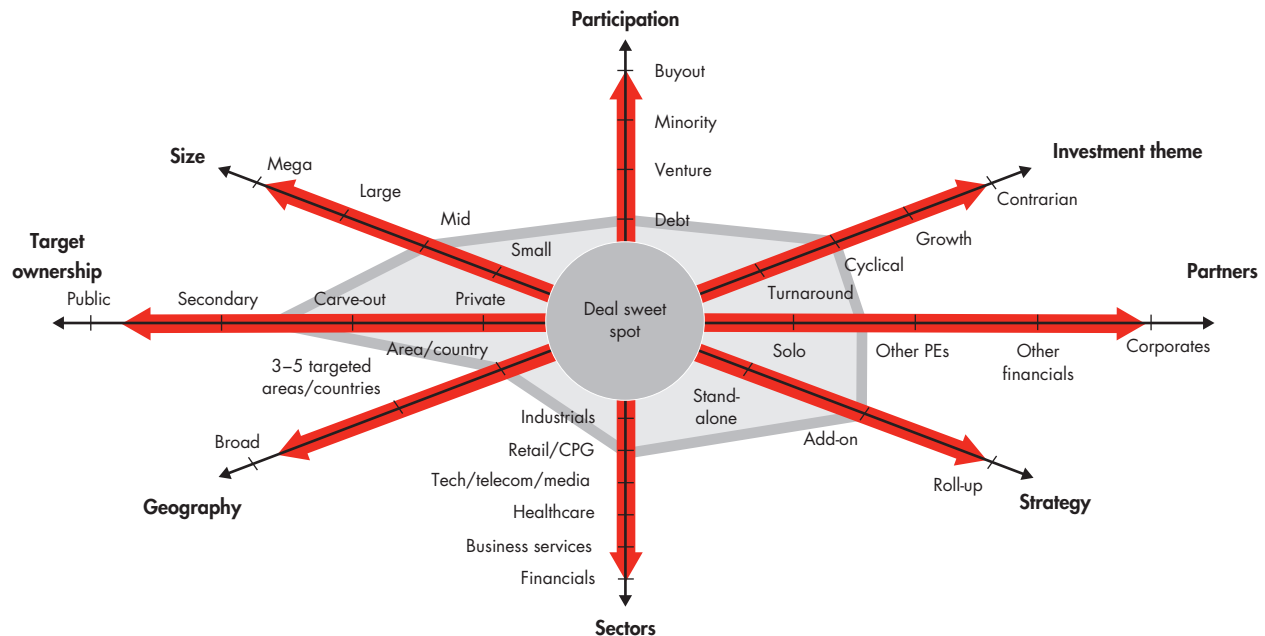 Participation
Buyout
Minority
Venture
Debt
Size
Mega
Large
Mid
Small
Investment theme
Contrarian
Growth
Cyclical
Turnaround
Target
ownership
Public
Secondary
Carve-out
Private
Deal sweet
spot
Partners
Solo
Other PEs
Other
financials
Corporates
Area/country
3–5 targeted
areas/countries
Broad
Geography
Stand-
alone
Add-on
Roll-up
Strategy
Industrials
Retail/CPG
Tech/telecom/media
Healthcare
Business services
Financials
Sectors